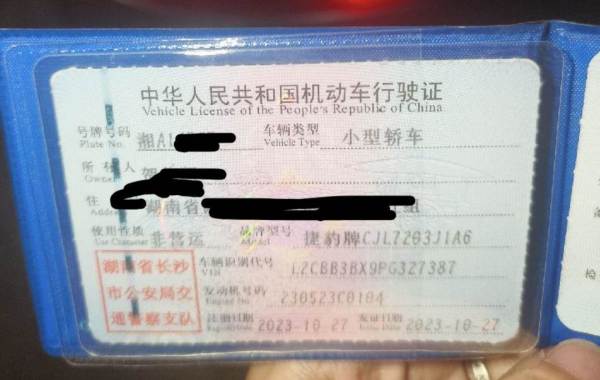 中华人民共和国机动车行驶证
Vehicle License of the People's Republic of China
号牌号码 湘A 车辆类型 小型轿车
Plate No. Vehicle Type
所有人
Owner
住
Address 湖南省 组
使用性质 非营运 品牌型号 捷豹牌CJL7203J1A6
Use Character Model
湖南省长沙 车辆识别代号 L2CBB3BX9PG327387
VIN
市公安局交 发动机号码 230523C0104
Engine No.
通警察支队 注册日期 2023-10-27 发证日期 2023-10-27
Register Date Issue Date
检